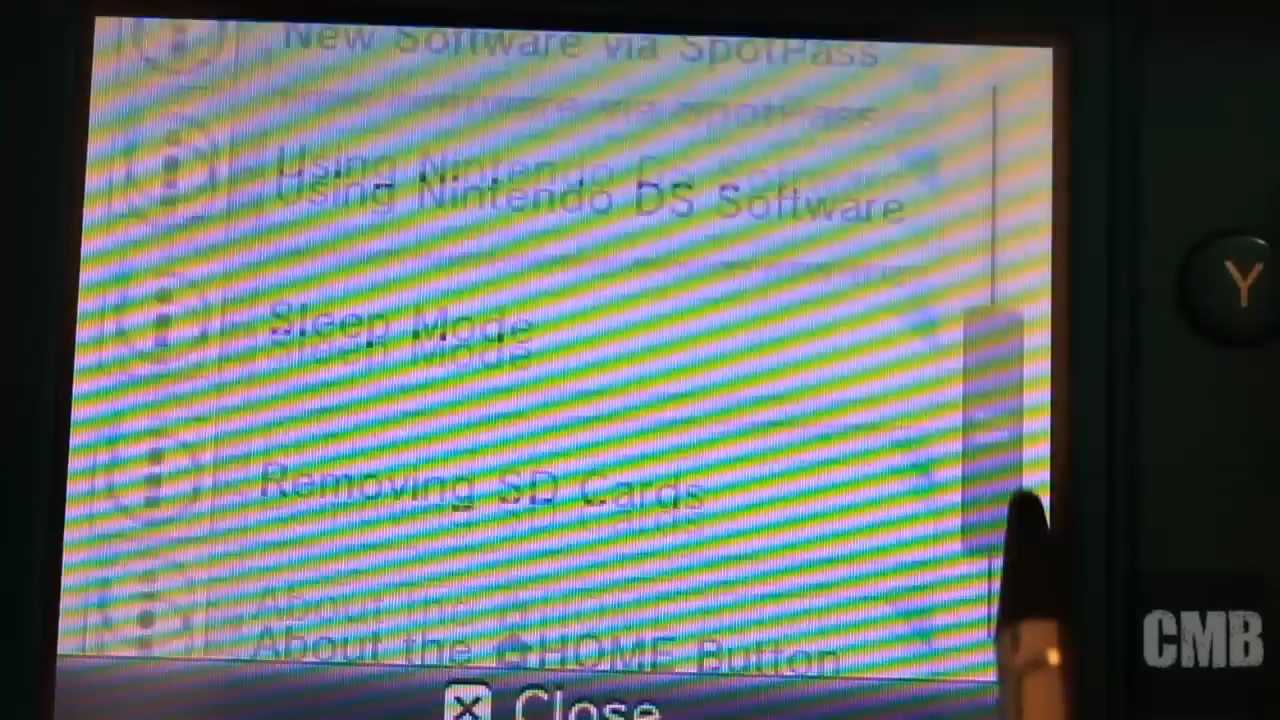 New Software via SpotPass
Using Nintendo DS Software
Sleep Mode
Removing SD Cards
About the HOME Button
X Close
Y
CMB